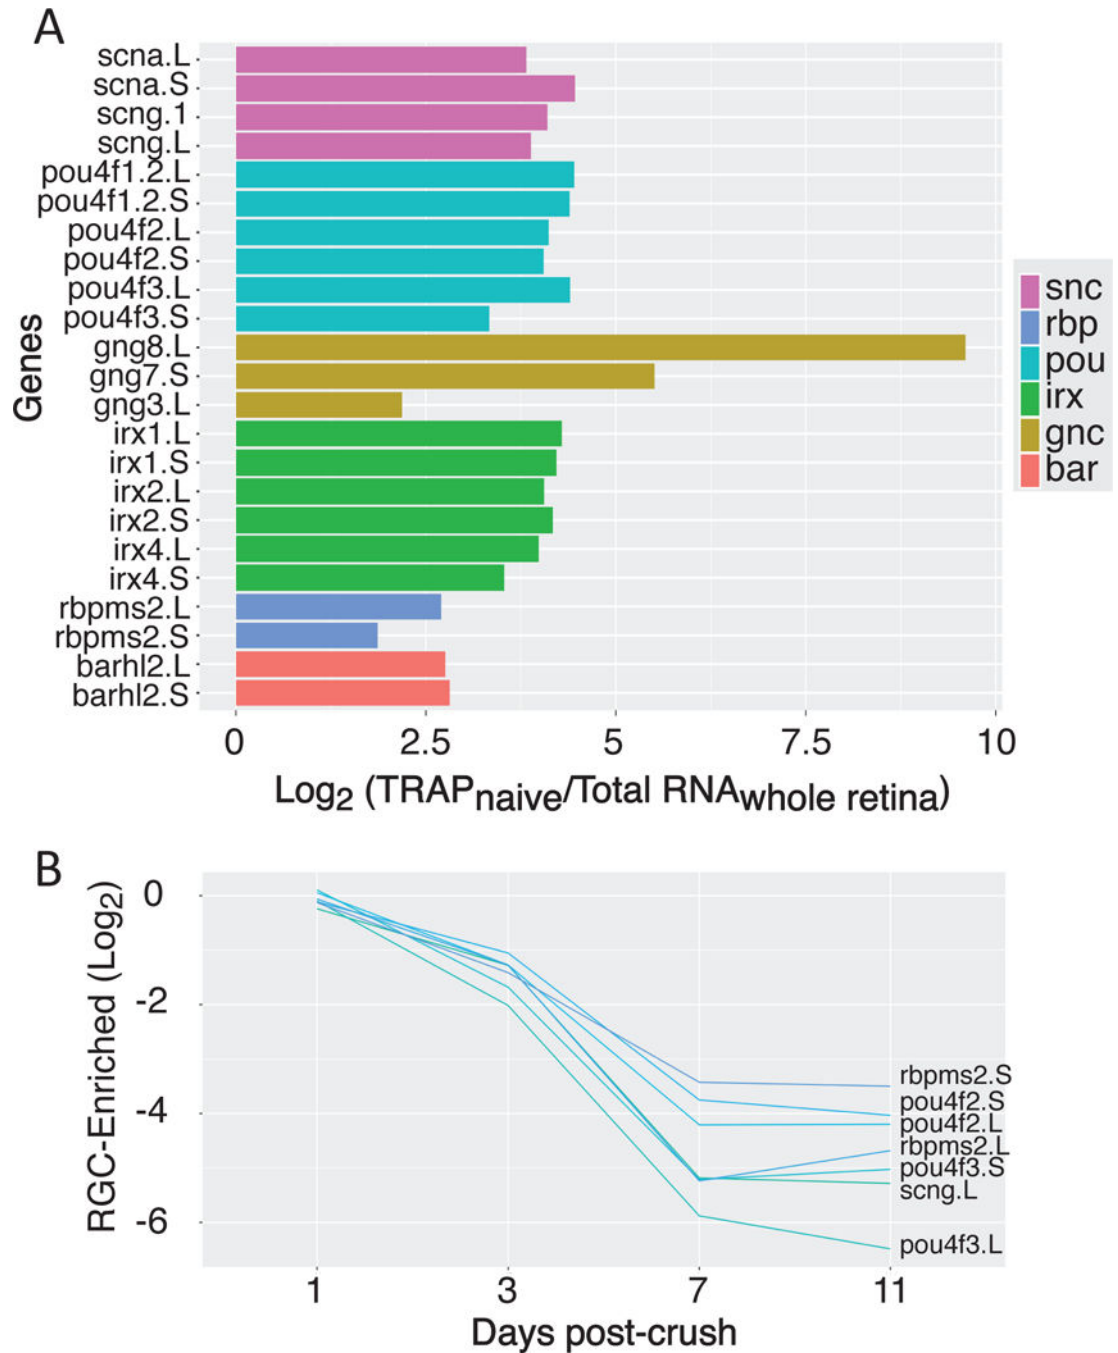 A
scna.L
scna.S
scng.1
scng.L
pou4f1.2.L
pou4f1.2.S
pou4f2.L
pou4f2.S
pou4f3.L
pou4f3.S
gng8.L
gng7.S
gng3.L
irx1.L
irx1.S
irx2.L
irx2.S
irx4.L
irx4.S
rbpms2.L
rbpms2.S
barhl2.L
barhl2.S
Genes
0 2.5 5 7.5 10
Log2 (TRAPnaive/Total RNAwhole retina)
snc
rbp
pou
irx
gnc
bar
B
RGC-Enriched (Log2)
0
-2
-4
-6
rbpms2.S
pou4f2.S
pou4f2.L
rbpms2.L
pou4f3.S
scng.L
pou4f3.L
1 3 7 11
Days post-crush